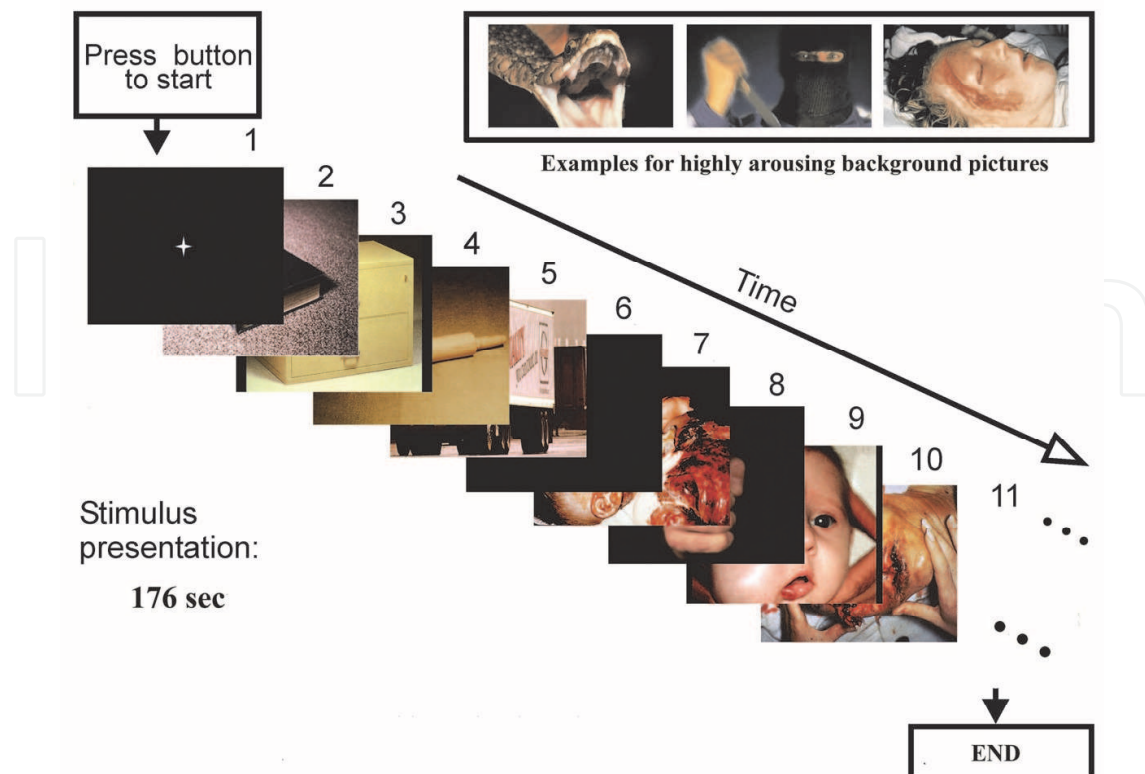 Press button
to start
Examples for highly arousing background pictures
1
2
3
4
5
6
7
8
9
10
11
Time
Stimulus
presentation:
176 sec
END